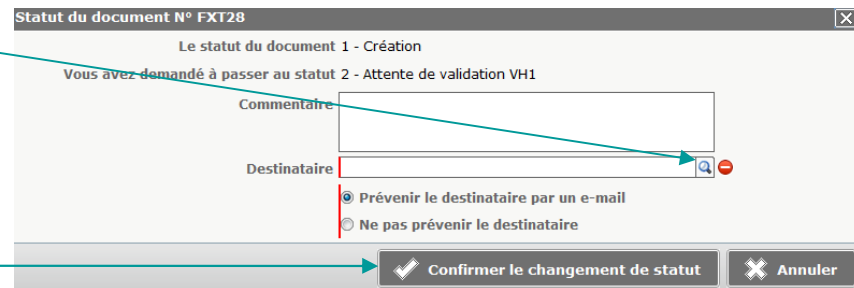 Statut du document N° FXT28
Le statut du document 1 - Création
Vous avez demandé à passer au statut 2 - Attente de validation VH1
Commentaire
Destinataire
Prévenir le destinataire par un e-mail
Ne pas prévenir le destinataire
Confirmer le changement de statut Annuler